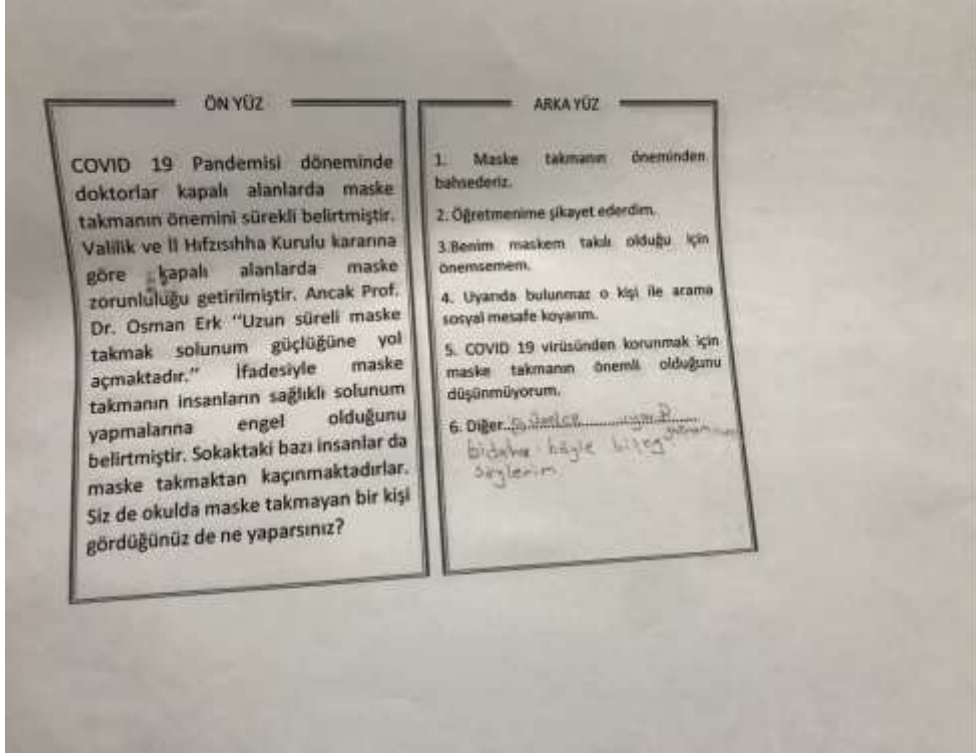 ÖN YÜZ
COVID 19 Pandemisi döneminde
doktorlar kapalı alanlarda maske
takmanın önemini sürekli belirtmiştir.
Valilik ve İl Hıfzısıhha Kurulu kararına
göre kapalı alanlarda maske
zorunluluğu getirilmiştir. Ancak Prof.
Dr. Osman Erk "Uzun süreli maske
takmak solunum güçlüğüne yol
açmaktadır." İfadesiyle maske
takmanın insanların sağlıklı solunum
yapmalarına engel olduğunu
belirtmiştir. Sokaktaki bazı insanlar da
maske takmaktan kaçınmaktadırlar.
Siz de okulda maske takmayan bir kişi
gördüğünüz de ne yaparsınız?
ARKA YÜZ
1. Maske takmanın öneminden
bahsederiz.
2. Öğretmenime şikayet ederdim.
3.Benim maskem takılı olduğu için
önemsemem.
4. Uyarıda bulunmaz o kişi ile arama
sosyal mesafe koyarım.
5. COVID 19 virüsünden korunmak için
maske takmanın önemli olduğunu
düşünmüyorum.
6. Diğer
bidaha böyle
söylerim